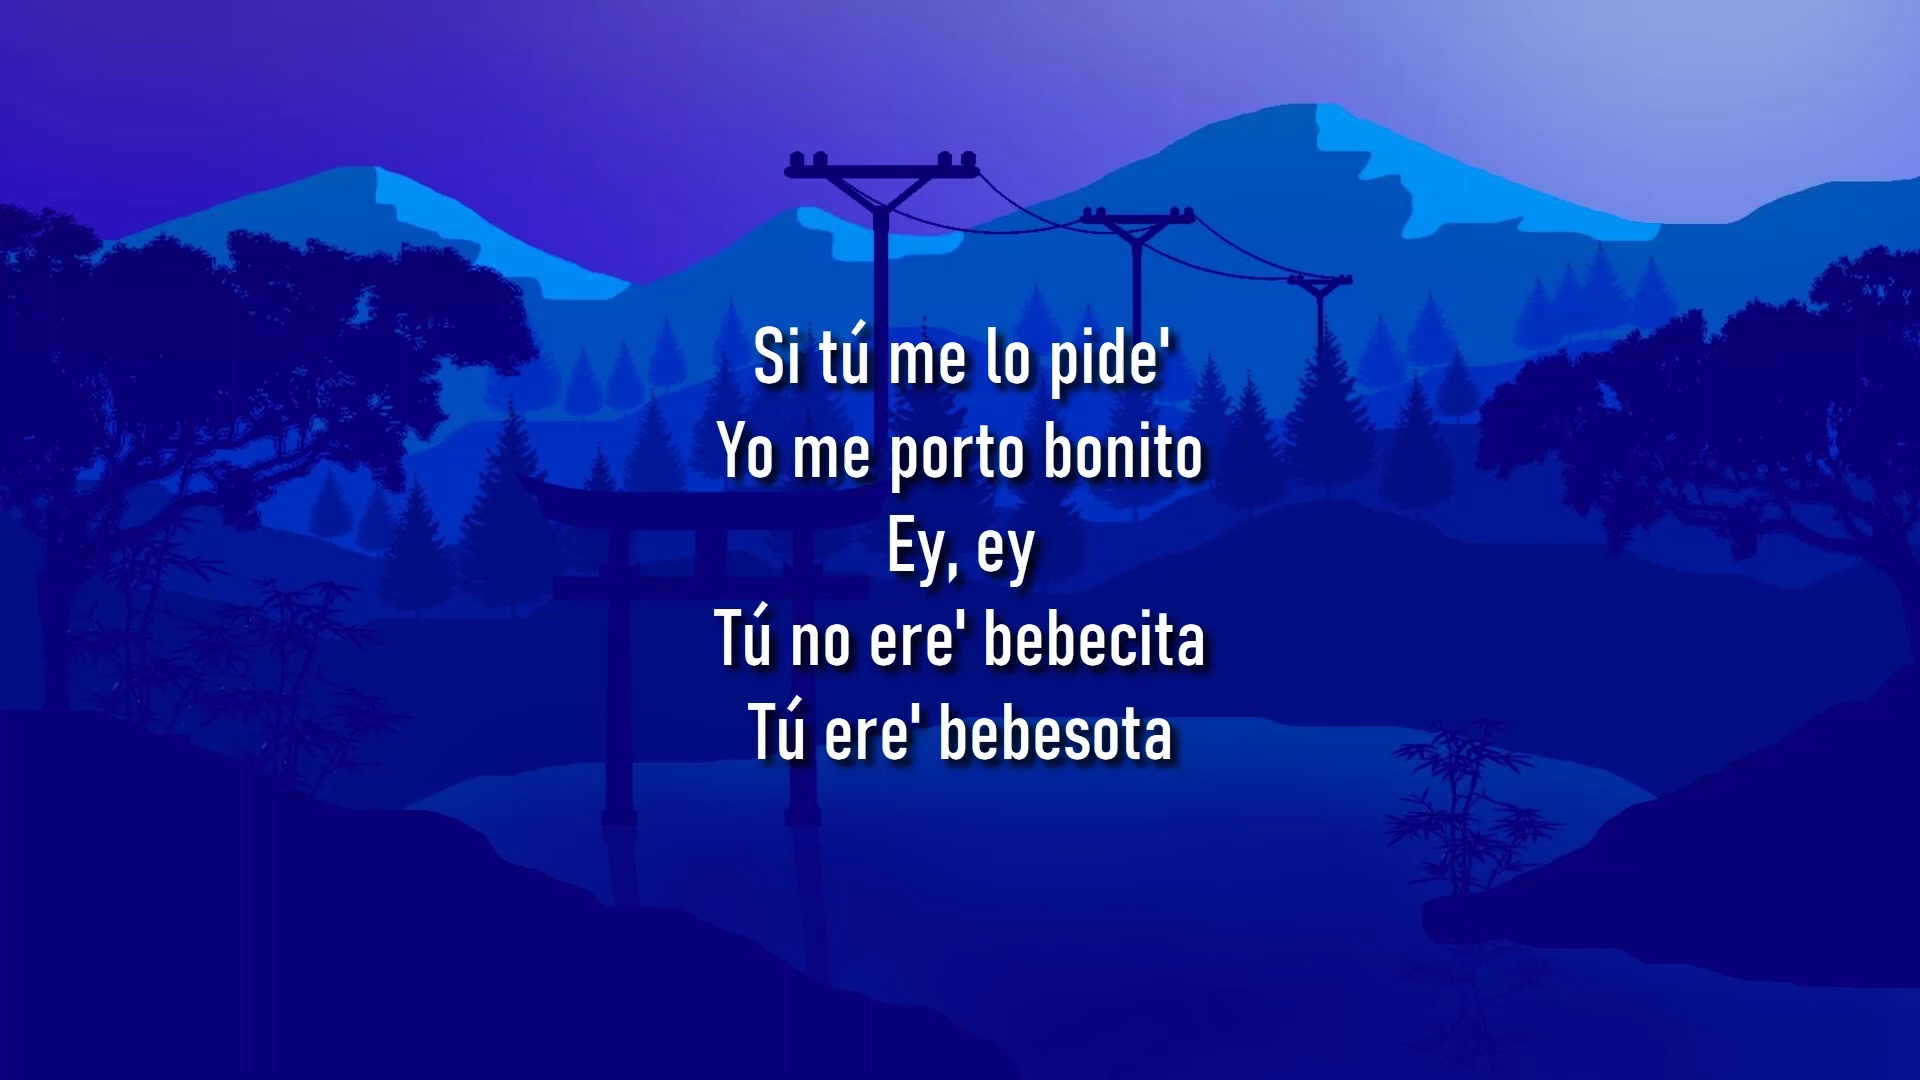 Si tú me lo pide'
Yo me porto bonito
Ey, ey
Tú no ere' bebecita
Tú ere' bebesota